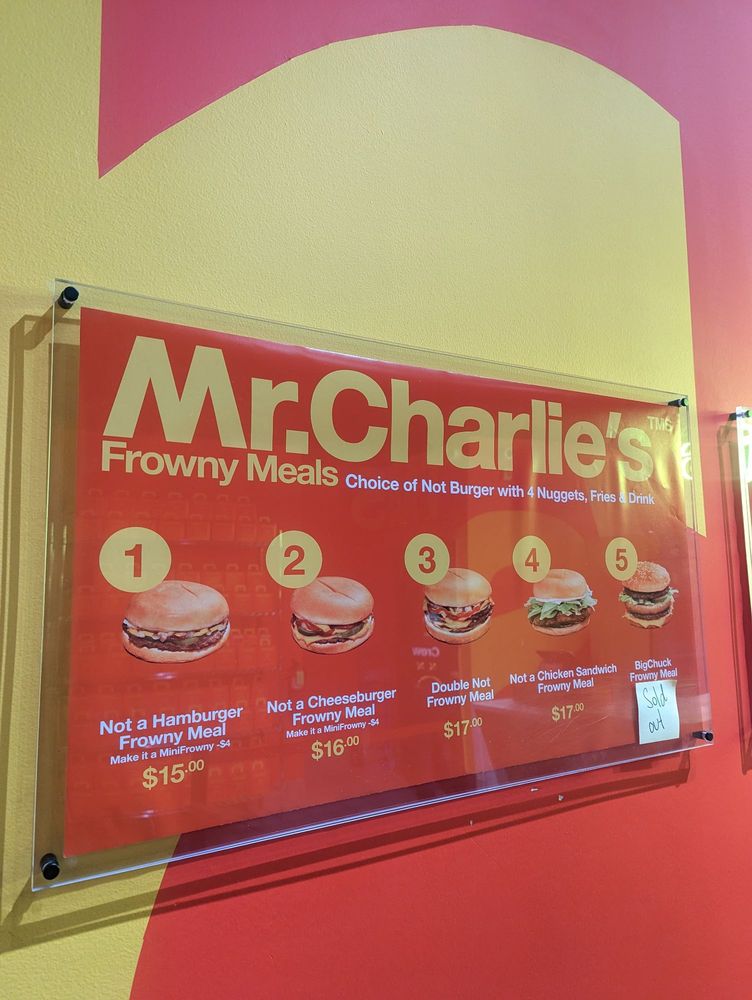 Mr.Charlie's
Frowny Meals Choice of Not Burger with 4 Nuggets, Fries & Drink
1
Not a Hamburger
Frowny Meal
Make it a MiniFrowny -$4
$15.00
2
Not a Cheeseburger
Frowny Meal
Make it a MiniFrowny -$4
$16.00
3
Double Not
Frowny Meal
$17.00
4
Not a Chicken Sandwich
Frowny Meal
$17.00
5
BigChuck
Frowny Meal
Sold
out